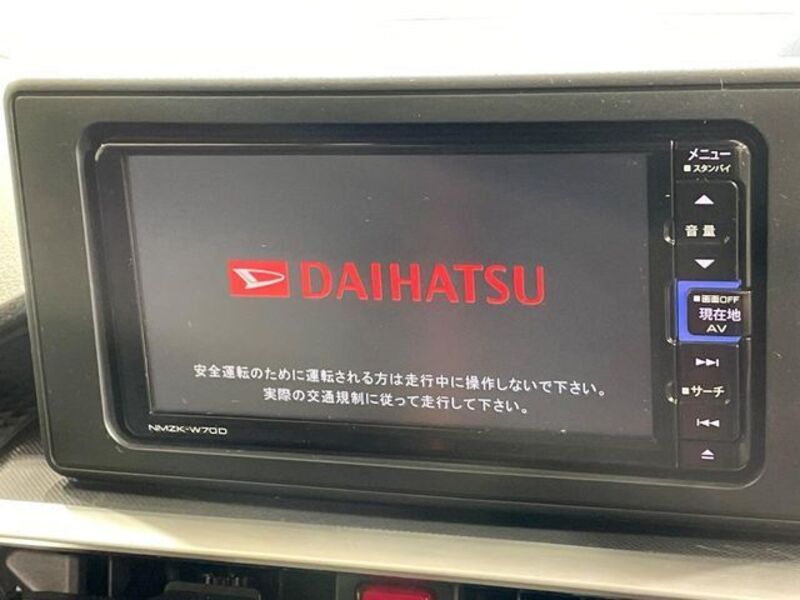 DAIHATSU
安全運転のために運転される方は走行中に操作しないで下さい。
実際の交通規制に従って走行して下さい。
NMZK-W70D
メニュー
スタンバイ
音量
画面OFF
現在地
AV
サーチ